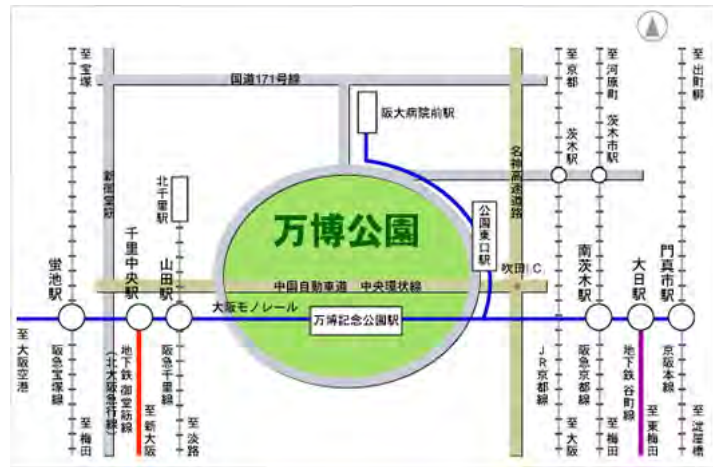 至宝塚
国道171号線
阪大病院前駅
至京都
至河原町
至出町柳
新御堂筋
北千里駅
名神高速道路
茨木駅
茨木市駅
万博公園
公園東口駅
吹田I.C.
蛍池駅
千里中央駅
山田駅
中国自動車道 中央環状線
南茨木駅
大日駅
門真市駅
大阪モノレール
万博記念公園駅
至大阪空港
阪急宝塚線
至梅田
地下鉄 御堂筋線
(北大阪急行線)
至新大阪
阪急千里線
至淡路
JR京都線
至大阪
阪急京都線
至梅田
地下鉄 谷町線
至東梅田
京阪本線
至淀屋橋